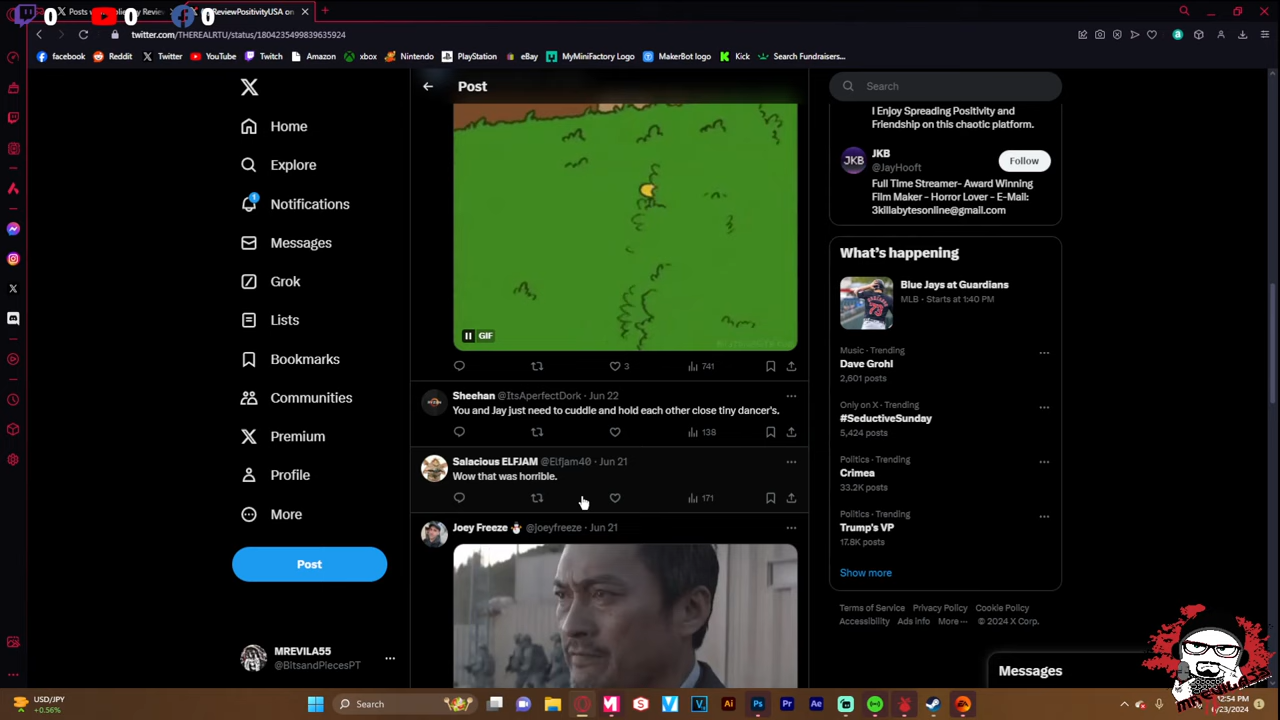 0
0
0
Posts
ReviewPositivityUSA on
twitter.com/THEREALRTU/status/1804235499839635924
facebook
Reddit
Twitter
YouTube
Twitch
Amazon
xbox
Nintendo
PlayStation
eBay
MyMiniFactory Logo
MakerBot logo
Kick
Search Fundraisers...
Home
Explore
1
Notifications
Messages
Grok
Lists
Bookmarks
Communities
Premium
Profile
More
Post
MREVILA55
@BitsandPIecesPT
Post
GIF
3
741
Sheehan @ItsAperfectDork · Jun 22
You and Jay just need to cuddle and hold each other close tiny dancer's.
138
Salacious ELFJAM @Elfjam40 · Jun 21
Wow that was horrible.
171
Joey Freeze ⛄ @joeyfreeze · Jun 21
Search
I Enjoy Spreading Positivity and
Friendship on this chaotic platform.
JKB
JKB
@JayHooft
Follow
Full Time Streamer- Award Winning
Film Maker - Horror Lover - E-Mail:
3killabytesonline@gmail.com
What's happening
Blue Jays at Guardians
MLB · Starts at 1:40 PM
Music · Trending
Dave Grohl
2,601 posts
Only on X · Trending
#SeductiveSunday
5,424 posts
Politics · Trending
Crimea
33.2K posts
Politics · Trending
Trump's VP
17.8K posts
Show more
Terms of Service Privacy Policy Cookie Policy
Accessibility Ads info More ··· © 2024 X Corp.
Messages
USD/JPY
+0.56%
Search
12:54 PM
6/23/2024